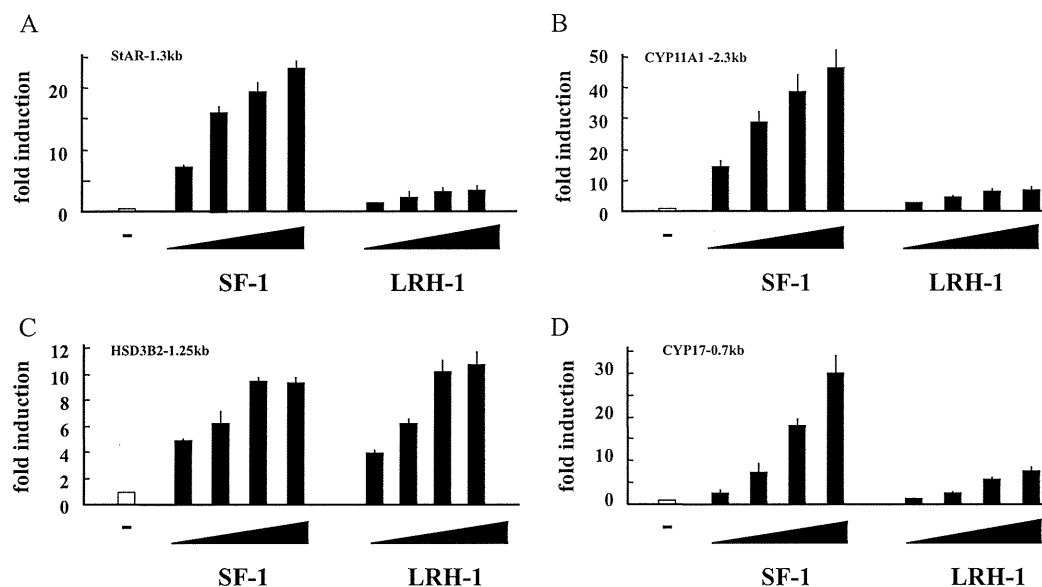 A
StAR-1.3kb
fold induction
20
10
0
-
SF-1
LRH-1
B
CYP11A1 -2.3kb
fold induction
50
40
30
20
10
0
-
SF-1
LRH-1
C
HSD3B2-1.25kb
fold induction
12
10
8
6
4
2
0
-
SF-1
LRH-1
D
CYP17-0.7kb
fold induction
30
20
10
0
-
SF-1
LRH-1